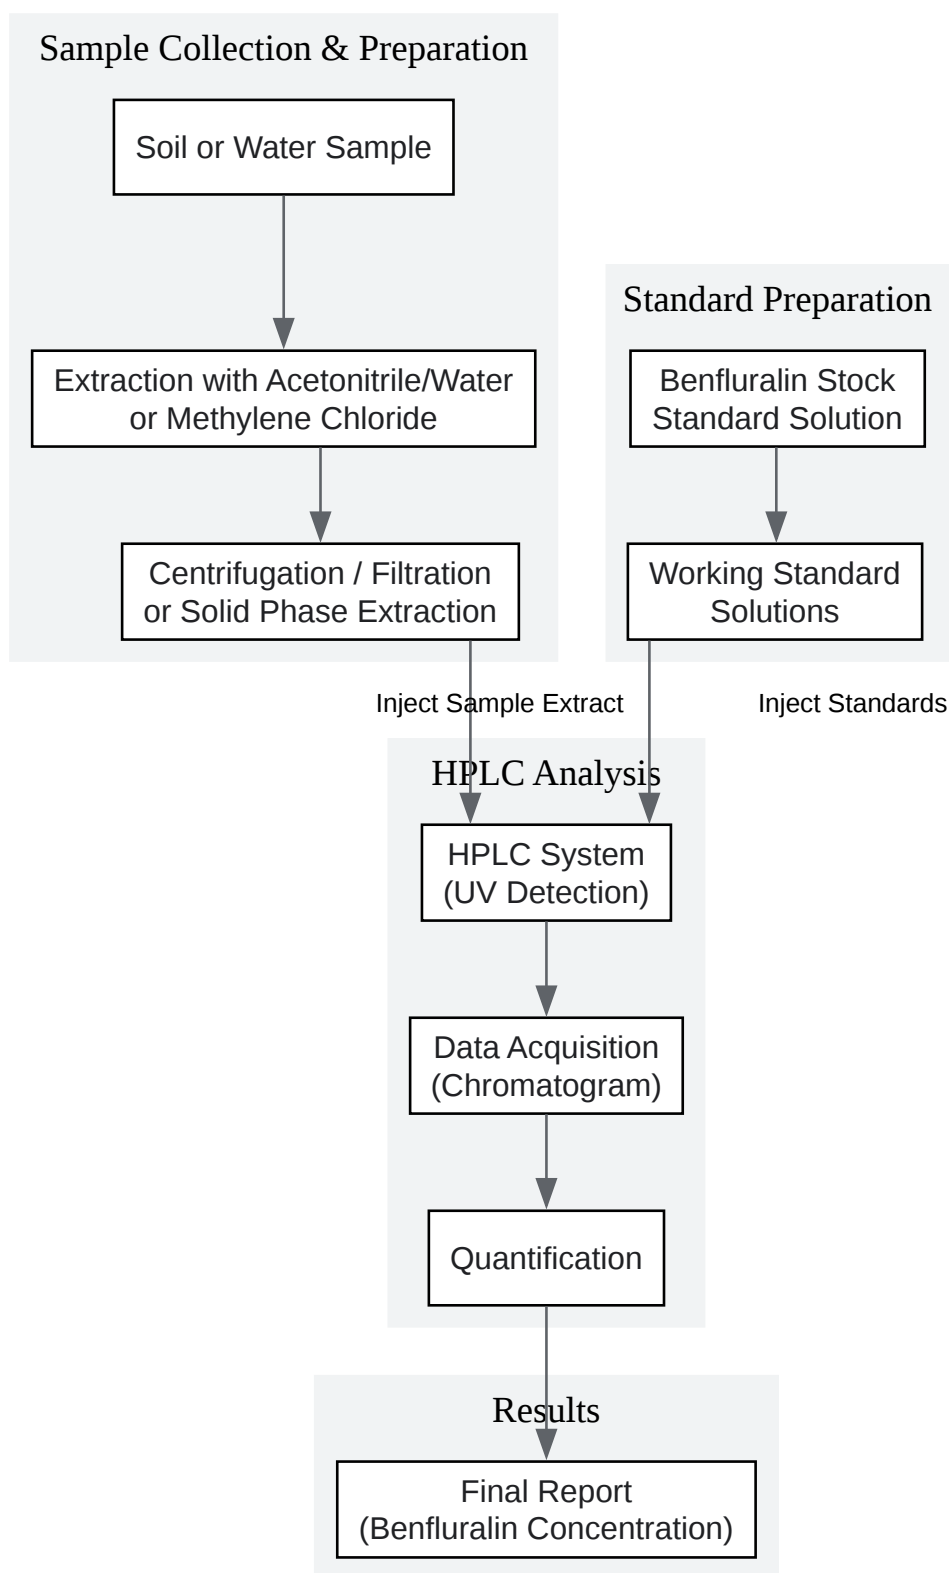 Sample Collection & Preparation
Soil or Water Sample
Extraction with Acetonitrile/Water
or Methylene Chloride
Centrifugation / Filtration
or Solid Phase Extraction
Standard Preparation
Benfluralin Stock
Standard Solution
Working Standard
Solutions
Inject Sample Extract
Inject Standards
HPLC Analysis
HPLC System
(UV Detection)
Data Acquisition
(Chromatogram)
Quantification
Results
Final Report
(Benfluralin Concentration)